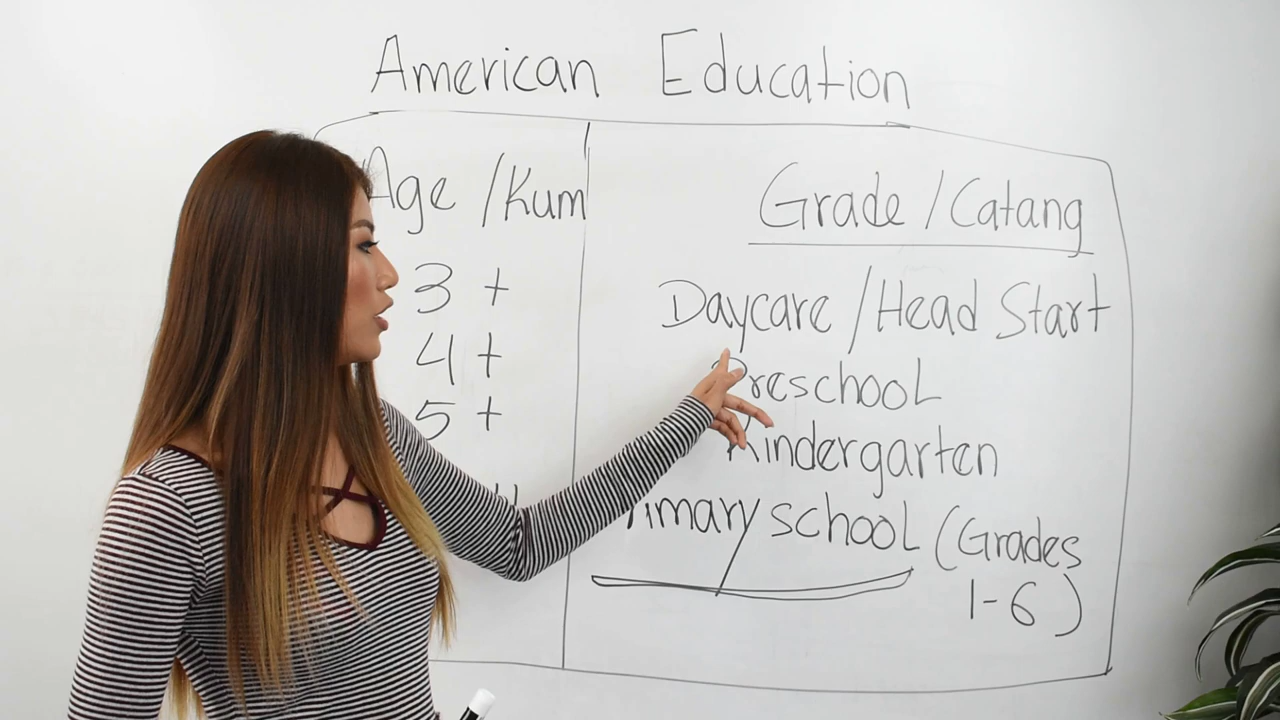 American Education
Age /Kum
Grade /Catang
3 +
Daycare /Head Start
4 +
Preschool
5 +
Kindergarten
Primary school (Grades
1-6)